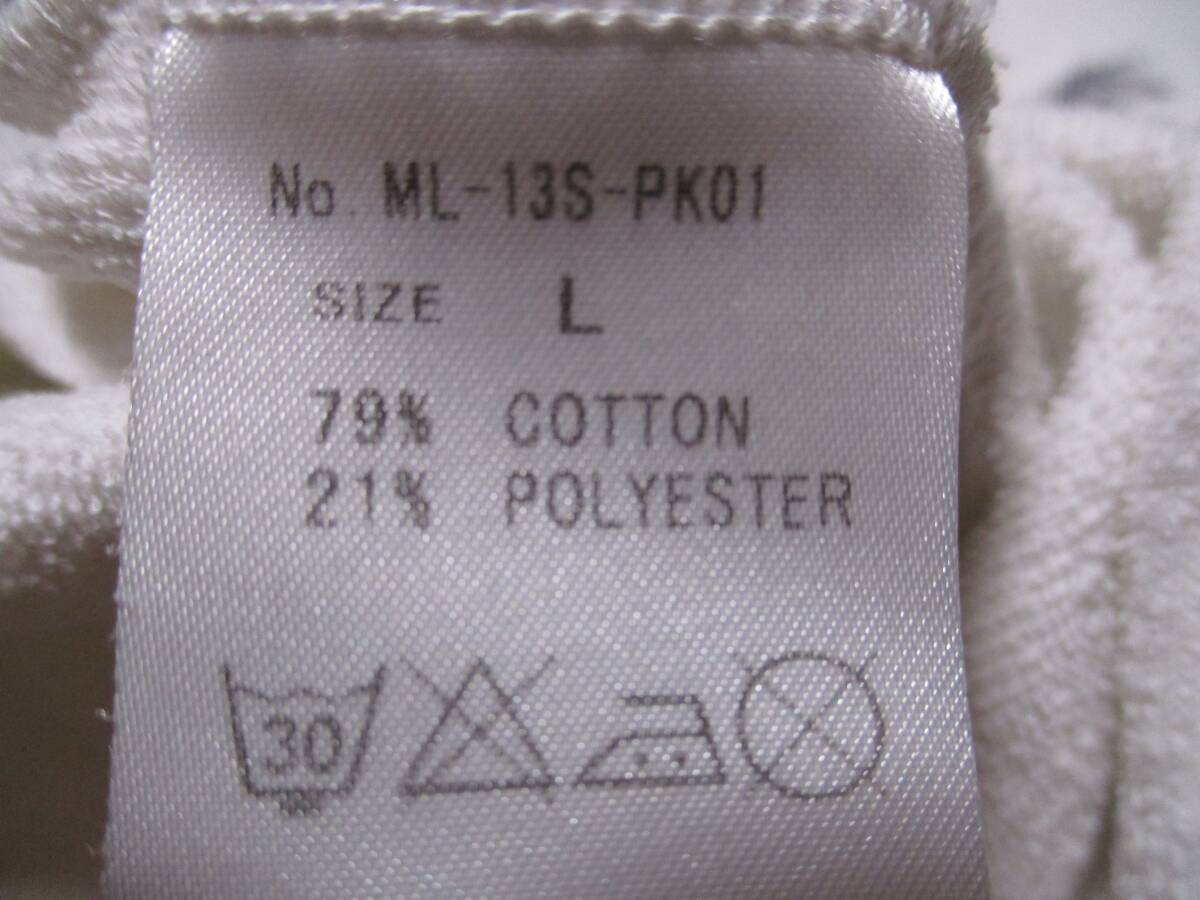 No. ML-13S-PK01
SIZE L
79% COTTON
21% POLYESTER
30